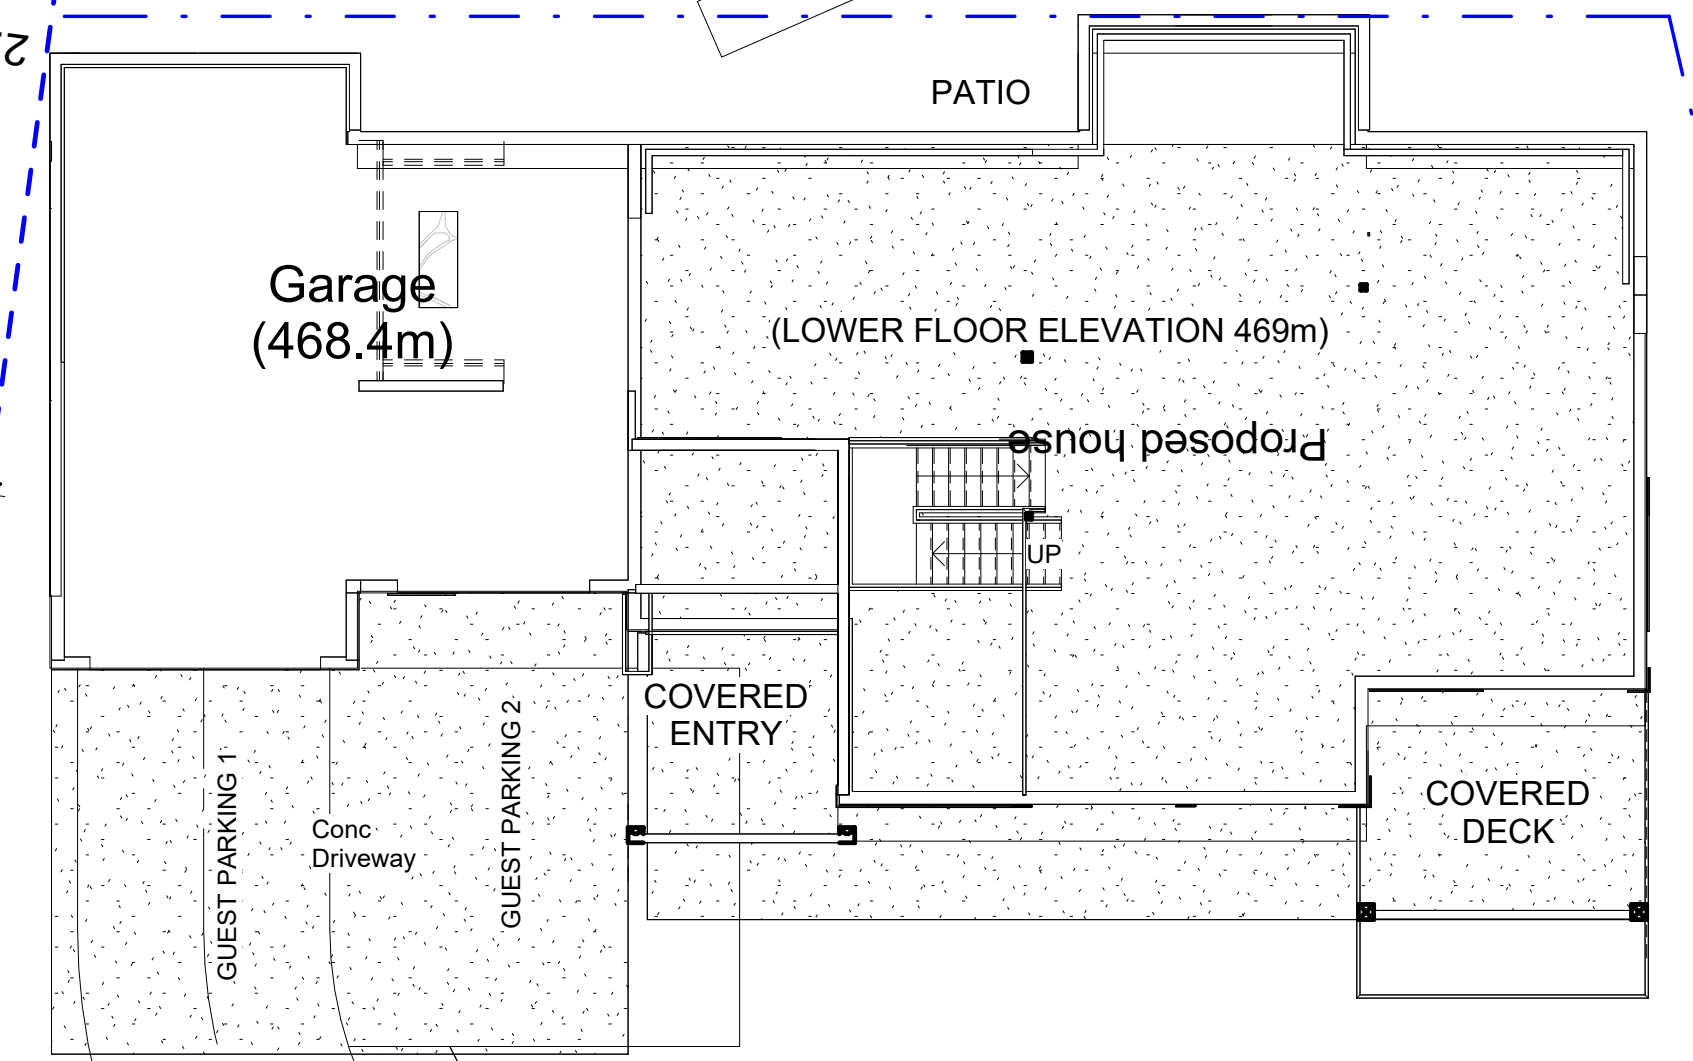 PATIO
Garage
(468.4m)
(LOWER FLOOR ELEVATION 469m)
Proposed house
UP
COVERED
ENTRY
GUEST PARKING 1
GUEST PARKING 2
Conc
Driveway
COVERED
DECK